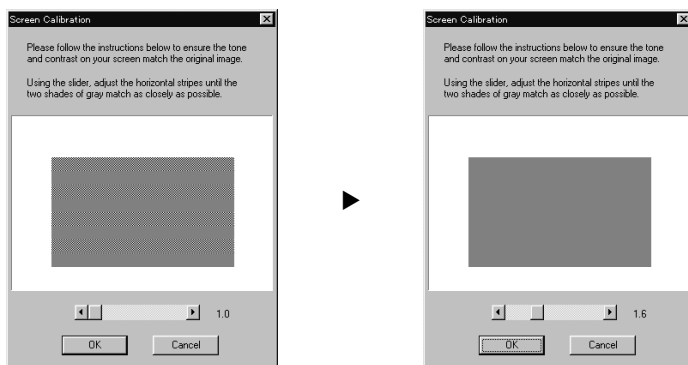 Screen Calibration
Please follow the instructions below to ensure the tone
and contrast on your screen match the original image.
Using the slider, adjust the horizontal stripes until the
two shades of gray match as closely as possible.
1.0
OK Cancel
Screen Calibration
Please follow the instructions below to ensure the tone
and contrast on your screen match the original image.
Using the slider, adjust the horizontal stripes until the
two shades of gray match as closely as possible.
1.6
OK Cancel